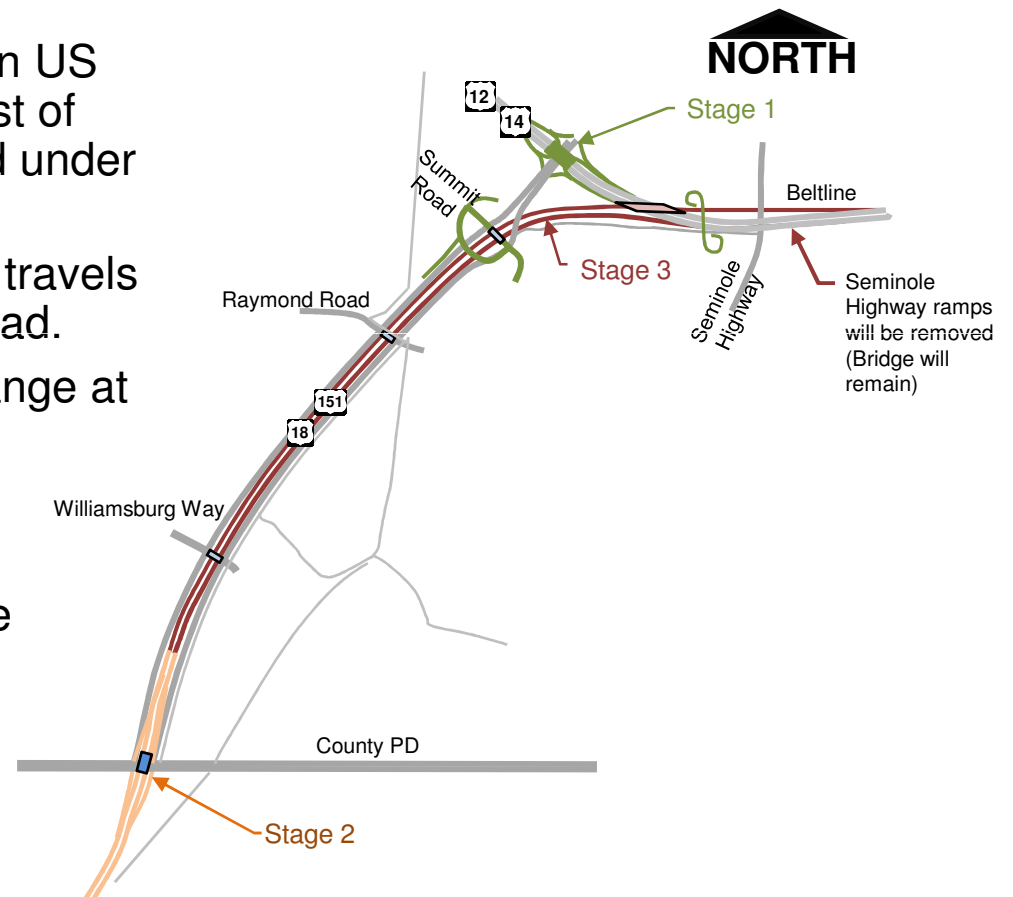 n US
st of
d under
travels
ad.
nge at
e
NORTH
12
14
Stage 1
Summit
Road
Beltline
Stage 3
Seminole
Highway
Seminole
Highway ramps
will be removed
(Bridge will
remain)
Raymond Road
151
18
Williamsburg Way
County PD
Stage 2